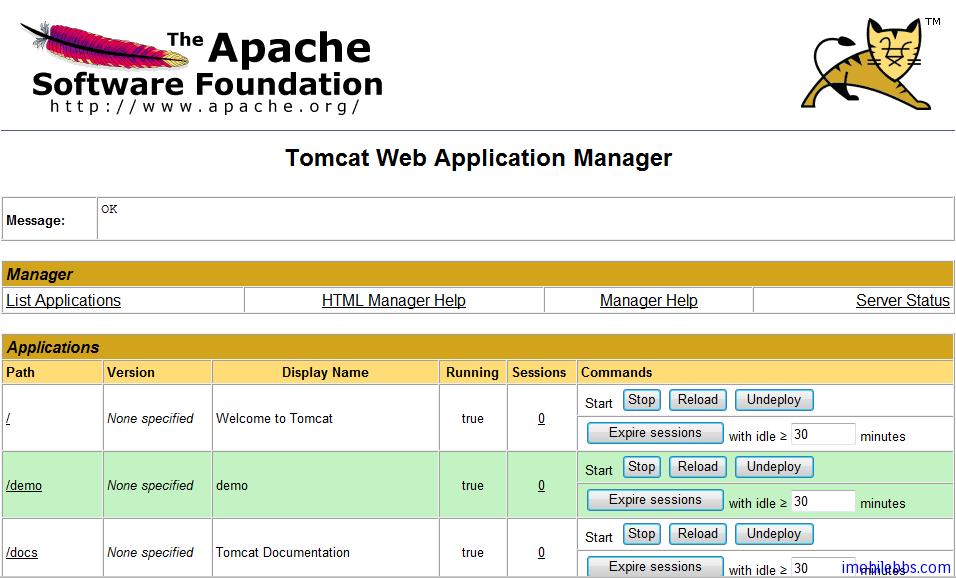 The Apache
Software Foundation
http://www.apache.org/
TM
Tomcat Web Application Manager
Message: OK
Manager
List Applications HTML Manager Help Manager Help Server Status
Applications
Path Version Display Name Running Sessions Commands
/ None specified Welcome to Tomcat true 0 Start Stop Reload Undeploy
Expire sessions with idle ≥ 30 minutes
/demo None specified demo true 0 Start Stop Reload Undeploy
Expire sessions with idle ≥ 30 minutes
/docs None specified Tomcat Documentation true 0 Start Stop Reload Undeploy
Expire sessions with idle ≥ 30 minutes
imobilebbs.com